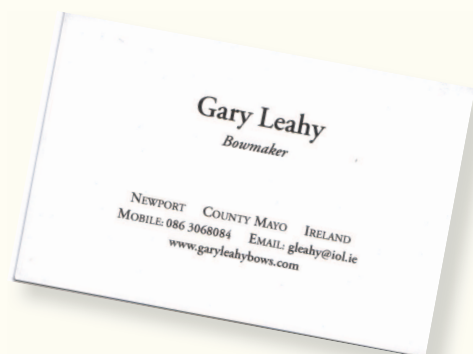 Gary Leahy
Bowmaker
NEWPORT COUNTY MAYO IRELAND
MOBILE: 086 3068084 EMAIL: gleahy@iol.ie
www.garyleahybows.com